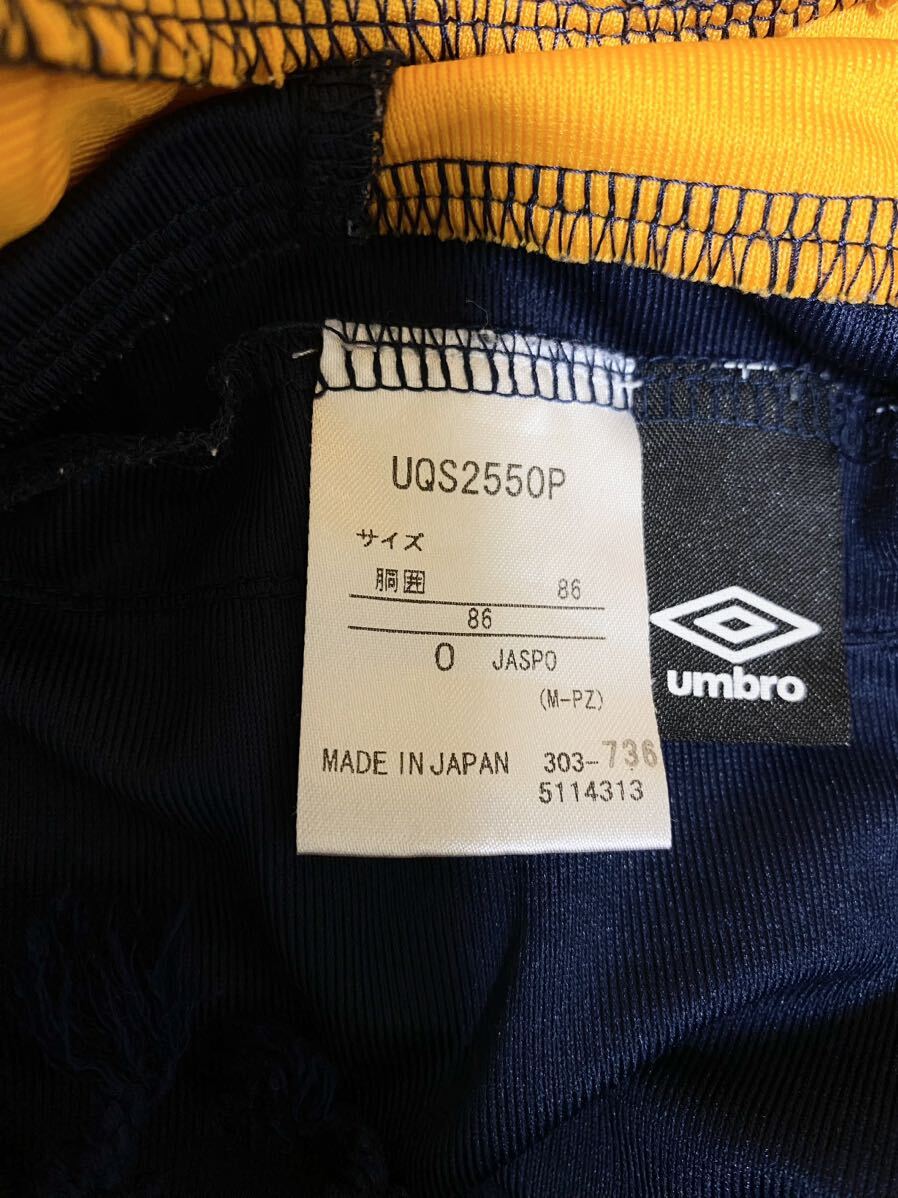 UQS2550P
サイズ
胴囲 86
86
O JASPO
(M-PZ)
MADE IN JAPAN 303-736
5114313
umbro